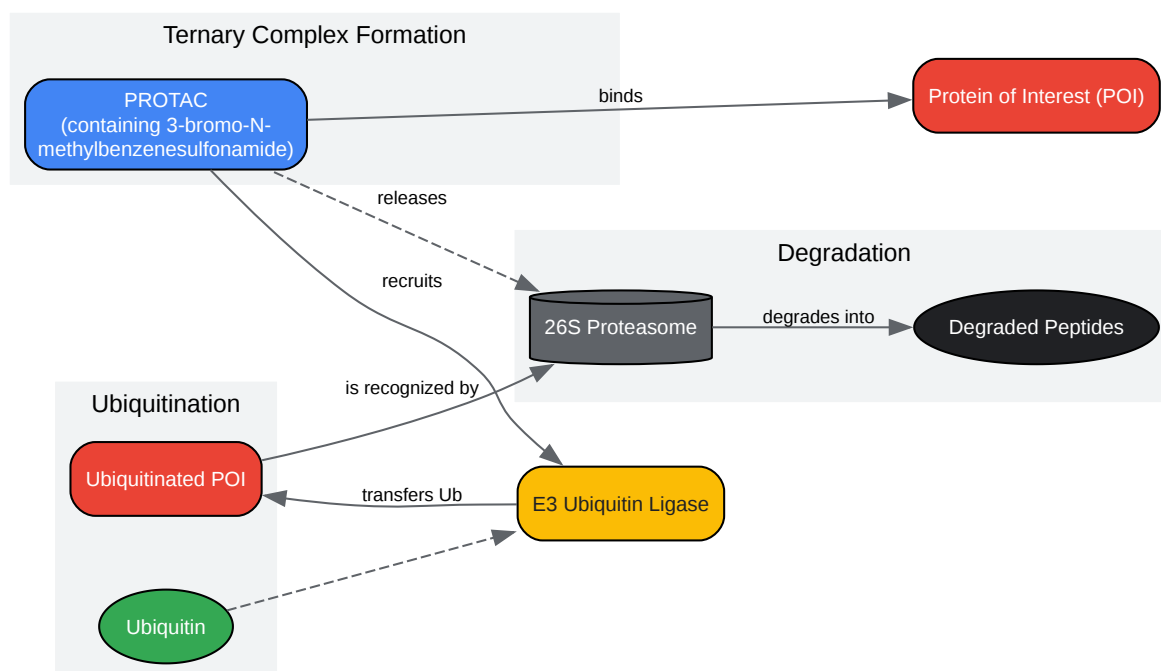 Ternary Complex Formation
PROTAC
(containing 3-bromo-N-
methylbenzenesulfonamide)
binds
Protein of Interest (POI)
releases
Degradation
recruits
26S Proteasome
degrades into
Degraded Peptides
is recognized by
Ubiquitination
Ubiquitinated POI
transfers Ub
E3 Ubiquitin Ligase
Ubiquitin